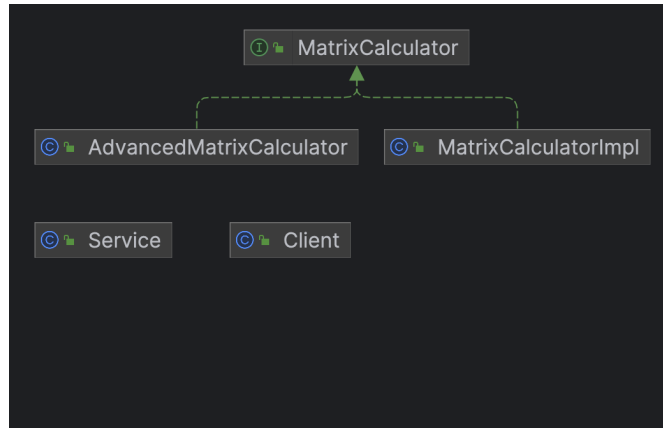 I MatrixCalculator
C AdvancedMatrixCalculator
C MatrixCalculatorImpl
C Service
C Client